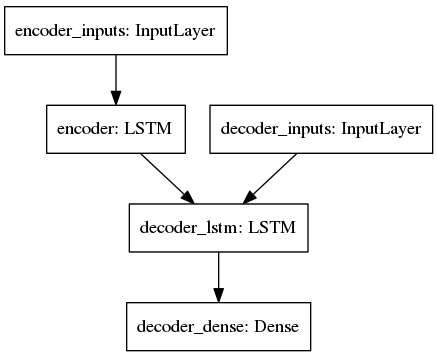 encoder_inputs: InputLayer
encoder: LSTM
decoder_inputs: InputLayer
decoder_lstm: LSTM
decoder_dense: Dense